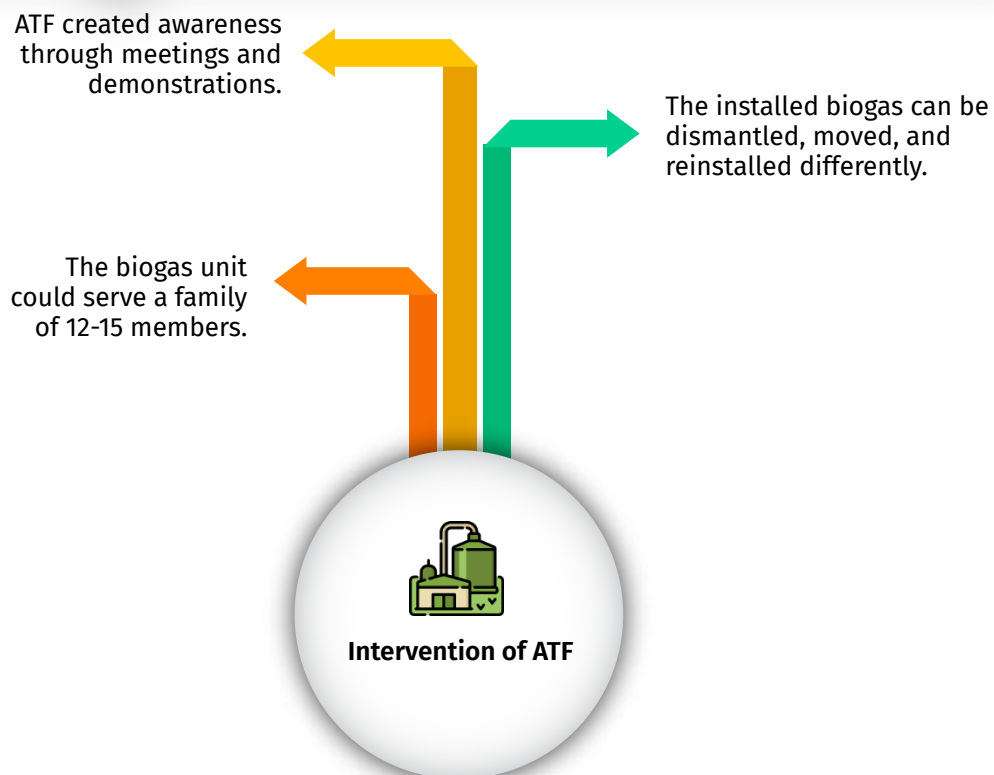 ATF created awareness
through meetings and
demonstrations.
The installed biogas can be
dismantled, moved, and
reinstalled differently.
The biogas unit
could serve a family
of 12-15 members.
Intervention of ATF